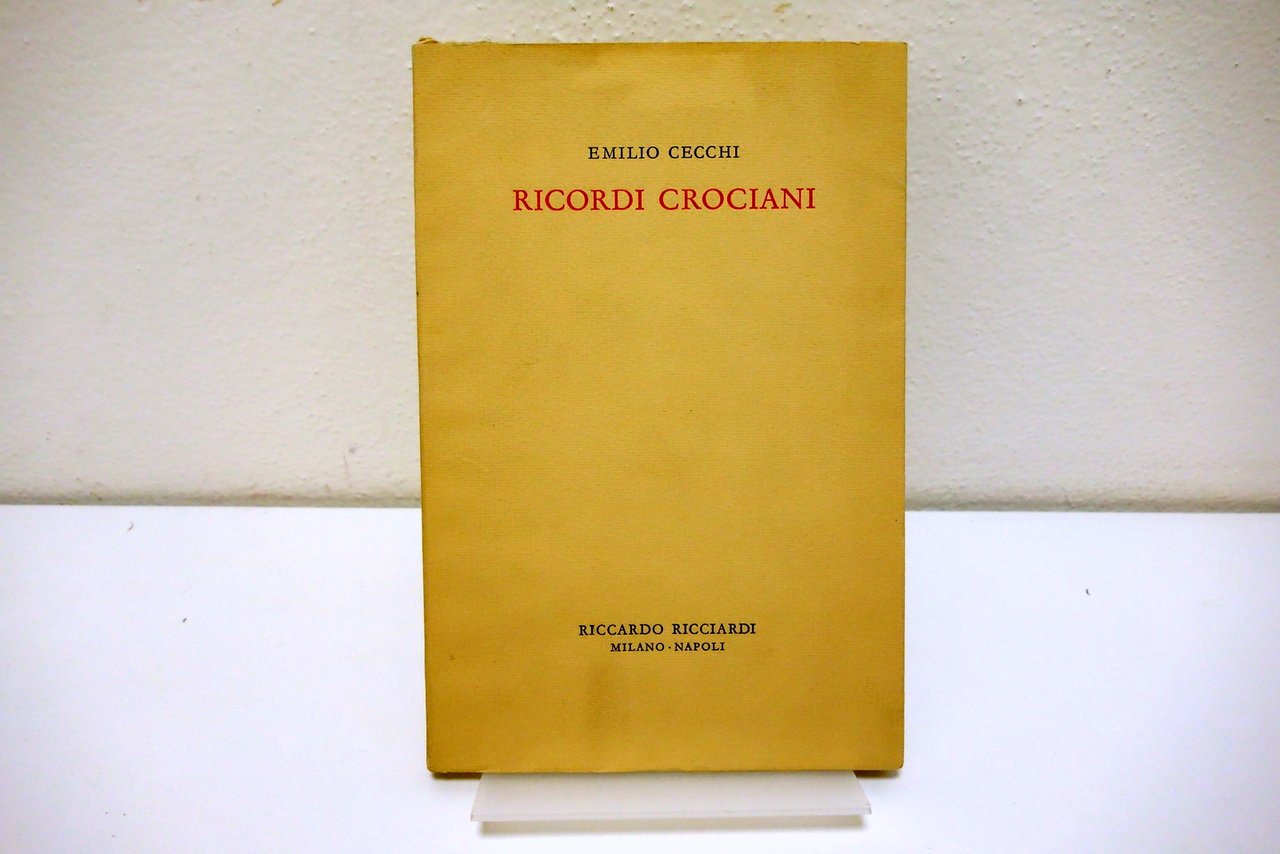 EMILIO CECCHI
RICORDI CROCIANI
RICCARDO RICCIARDI
MILANO · NAPOLI